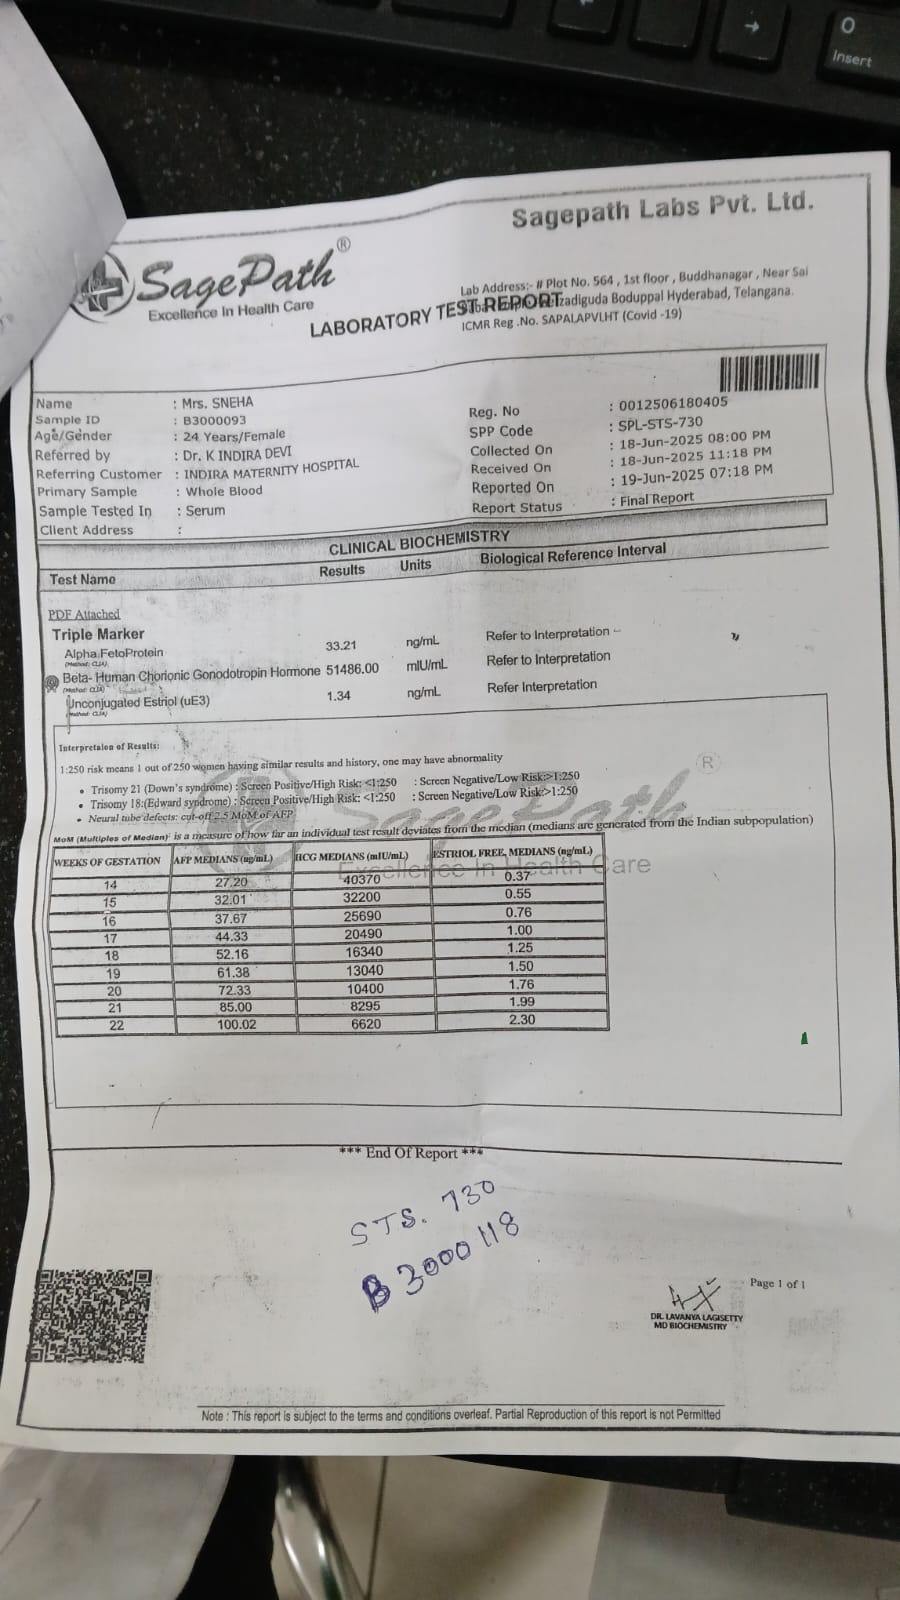 O
Insert
Sagepath Labs Pvt. Ltd.
SagePath®
Excellence In Health Care
Lab Address:- # Plot No. 564 , 1st floor , Buddhanagar , Near Sai
LABORATORY TEST REPORT
Boduppal Hyderabad, Telangana.
ICMR Reg .No. SAPALAPVLHT (Covid -19)
Name : Mrs. SNEHA
Sample ID : B3000093
Age/Gender : 24 Years/Female
Referred by : Dr. K INDIRA DEVI
Referring Customer : INDIRA MATERNITY HOSPITAL
Primary Sample : Whole Blood
Sample Tested In : Serum
Client Address :
Reg. No : 0012506180405
SPP Code : SPL-STS-730
Collected On : 18-Jun-2025 08:00 PM
Received On : 18-Jun-2025 11:18 PM
Reported On : 19-Jun-2025 07:18 PM
Report Status : Final Report
CLINICAL BIOCHEMISTRY
Test Name Results Units Biological Reference Interval
PDF Attached
Triple Marker
Alpha FetoProtein 33.21 ng/mL Refer to Interpretation
(Method: CLIA)
Beta- Human Chorionic Gonodotropin Hormone 51486.00 mIU/mL Refer to Interpretation
(Method: CLIA)
Unconjugated Estriol (uE3) 1.34 ng/mL Refer Interpretation
(Method: CLIA)
Interpretaion of Results:
1:250 risk means 1 out of 250 women having similar results and history, one may have abnormality
• Trisomy 21 (Down's syndrome) : Screen Positive/High Risk: <1:250 : Screen Negative/Low Risk:>1:250
• Trisomy 18:(Edward syndrome) : Screen Positive/High Risk: <1:250 : Screen Negative/Low Risk:>1:250
• Neural tube defects: cut-off 2.5 MoM of AFP
MoM (Multiples of Median) is a measure of how far an individual test result deviates from the median (medians are generated from the Indian subpopulation)
SagePath®
Excellence In Health Care
WEEKS OF GESTATION AFP MEDIANS (ng/mL) HCG MEDIANS (mIU/mL) ESTRIOL FREE, MEDIANS (ng/mL)
14 27.20 40370 0.37
15 32.01 32200 0.55
16 37.67 25690 0.76
17 44.33 20490 1.00
18 52.16 16340 1.25
19 61.38 13040 1.50
20 72.33 10400 1.76
21 85.00 8295 1.99
22 100.02 6620 2.30
*** End Of Report ***
STS. 730
B3000118
Page 1 of 1
DR. LAVANYA LAGISETTY
MD BIOCHEMISTRY
Note : This report is subject to the terms and conditions overleaf. Partial Reproduction of this report is not Permitted